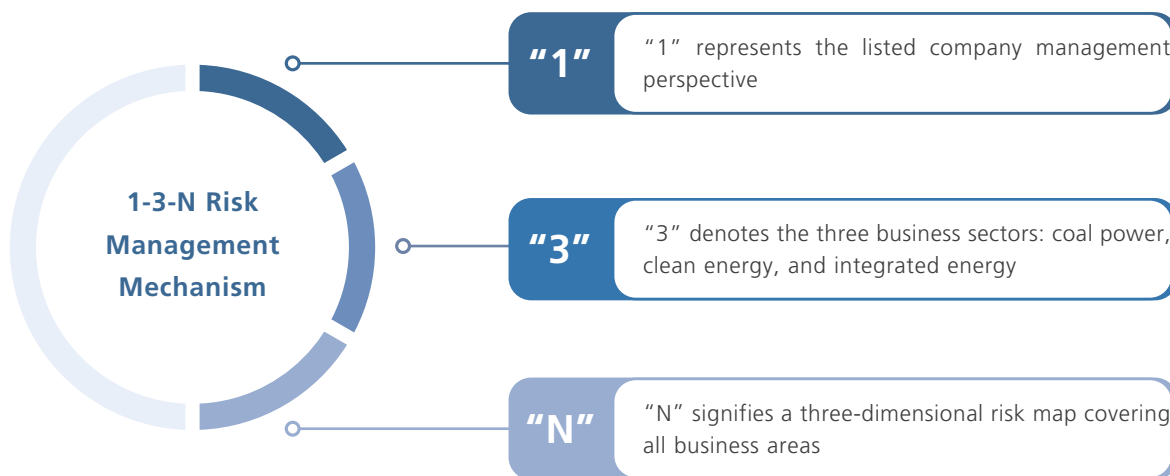 1-3-N Risk
Management
Mechanism
“1”
“1” represents the listed company management
perspective
“3”
“3” denotes the three business sectors: coal power,
clean energy, and integrated energy
“N”
“N” signifies a three-dimensional risk map covering
all business areas